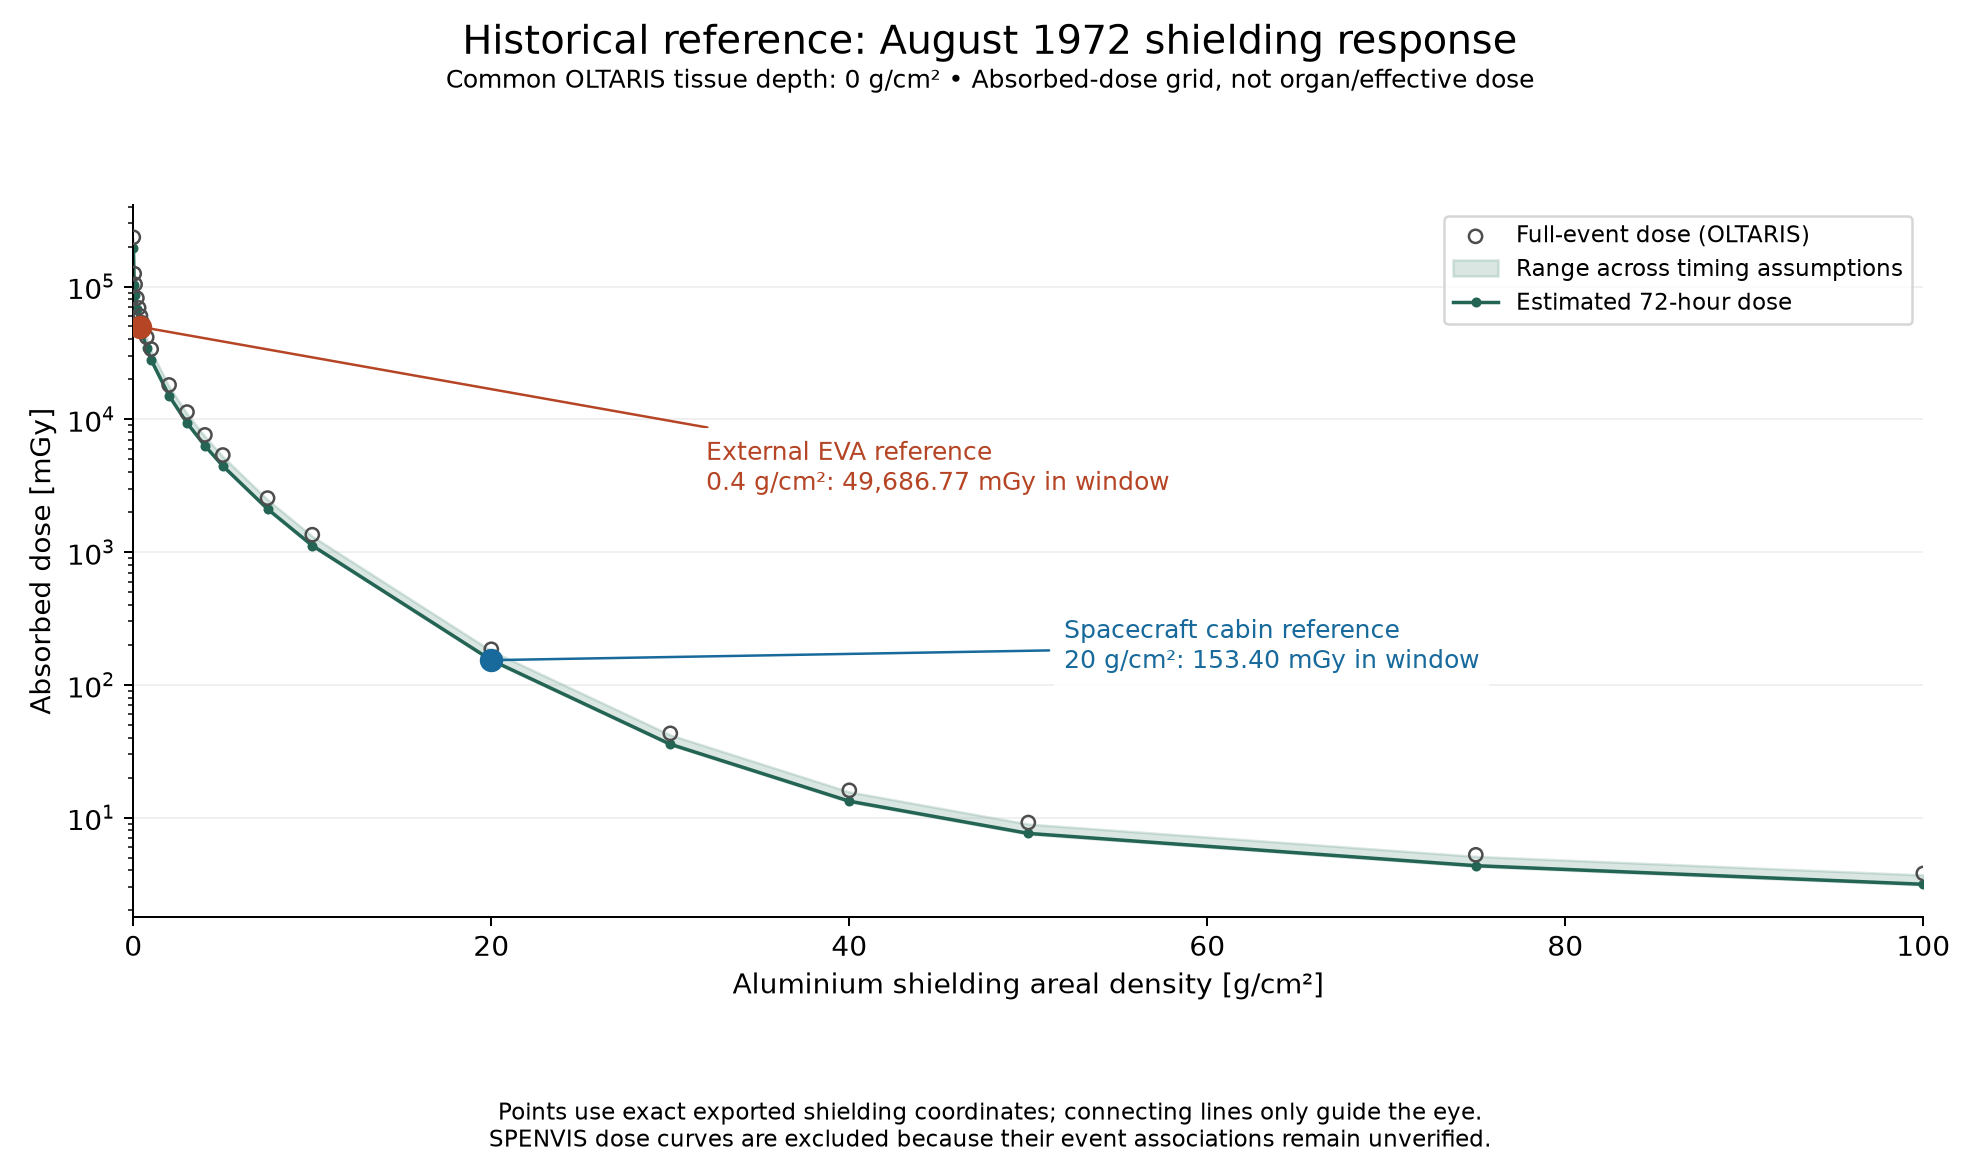 Historical reference: August 1972 shielding response
Common OLTARIS tissue depth: 0 g/cm² • Absorbed-dose grid, not organ/effective dose
Full-event dose (OLTARIS)
Range across timing assumptions
Estimated 72-hour dose
10⁵
10⁴
10³
10²
10¹
Absorbed dose [mGy]
External EVA reference
0.4 g/cm²: 49,686.77 mGy in window
Spacecraft cabin reference
20 g/cm²: 153.40 mGy in window
0 20 40 60 80 100
Aluminium shielding areal density [g/cm²]
Points use exact exported shielding coordinates; connecting lines only guide the eye.
SPENVIS dose curves are excluded because their event associations remain unverified.